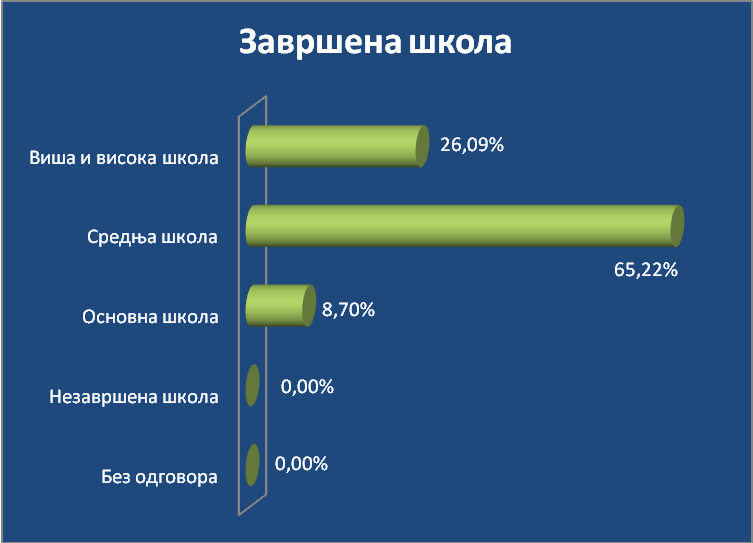 Завршена школа
Виша и висока школа
26,09%
Средња школа
65,22%
Основна школа
8,70%
Незавршена школа
0,00%
Без одговора
0,00%